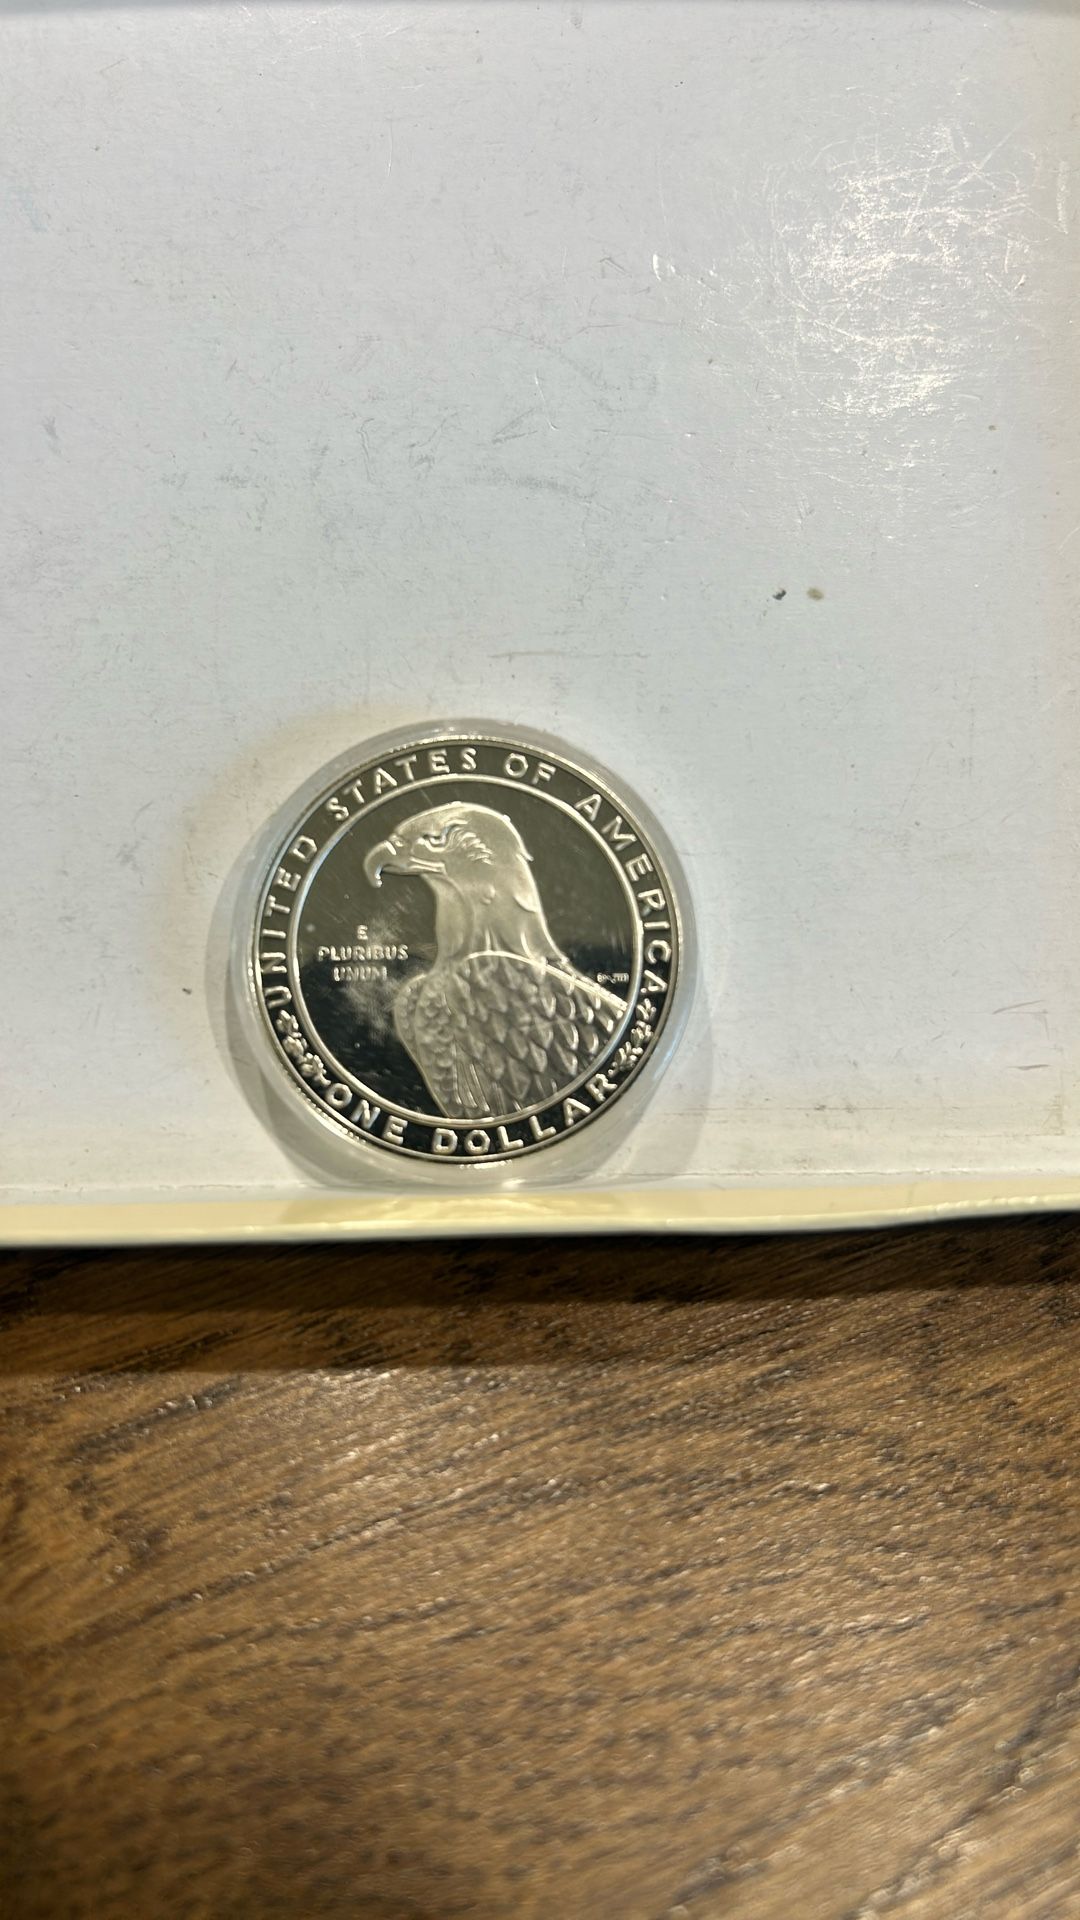 UNITED STATES OF AMERICA
E
PLURIBUS
UNUM
ONE DOLLAR